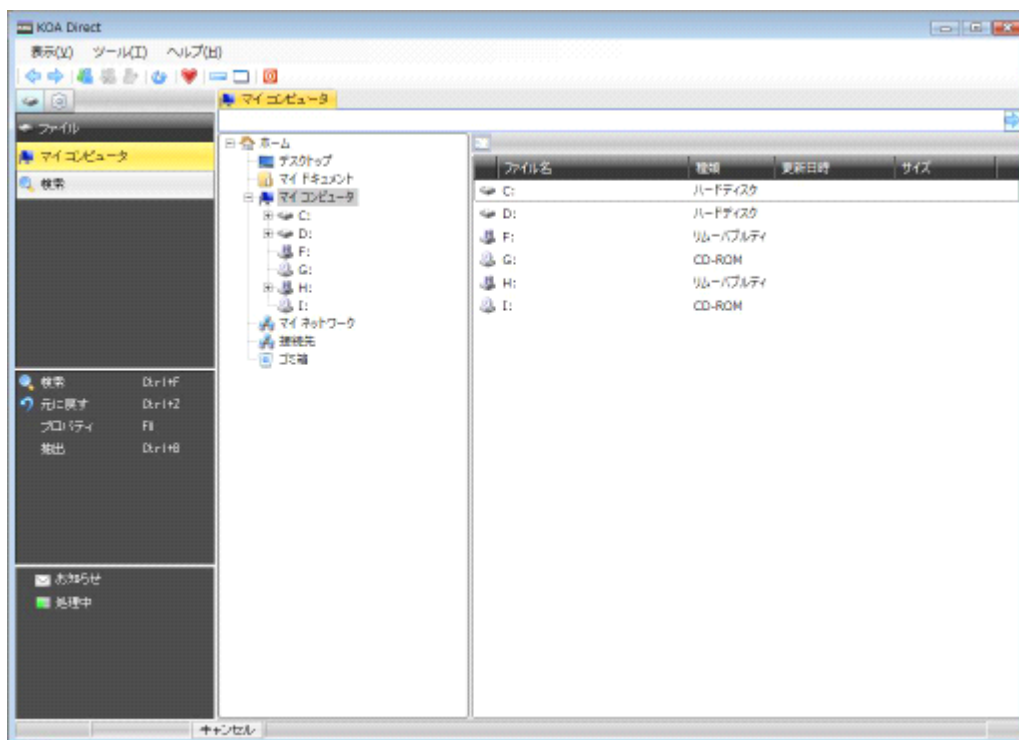 KOA Direct
表示(V) ツール(T) ヘルプ(H)
マイ コンピュータ
ファイル
マイ コンピュータ
検索
ホーム
デスクトップ
マイ ドキュメント
マイ コンピュータ
C:
D:
F:
G:
H:
I:
マイ ネットワーク
接続先
ゴミ箱
ファイル名 種類 更新日時 サイズ
C: ハードディスク
D: ハードディスク
F: リムーバブルディ
G: CD-ROM
H: リムーバブルディ
I: CD-ROM
検索 Ctrl+F
元に戻す Ctrl+Z
プロパティ
抽出 Ctrl+B
お知らせ
処理中
キャンセル